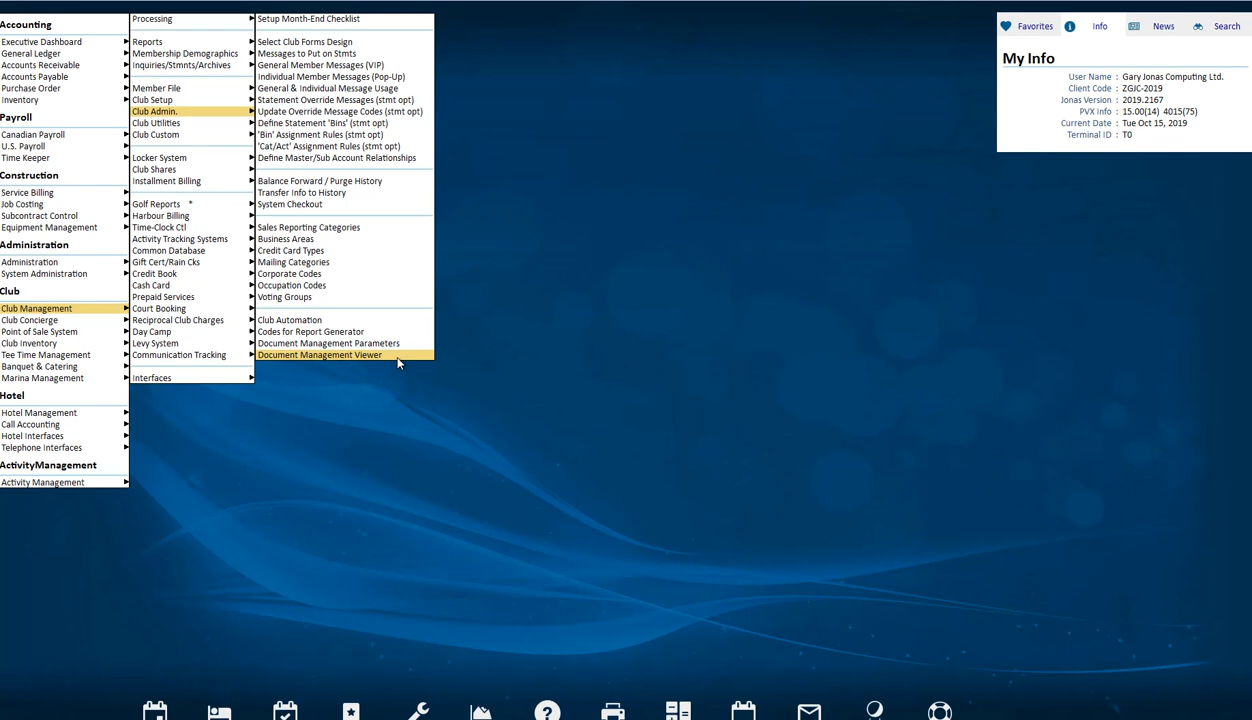 Accounting
Executive Dashboard
General Ledger
Accounts Receivable
Accounts Payable
Purchase Order
Inventory
Payroll
Canadian Payroll
U.S. Payroll
Time Keeper
Construction
Service Billing
Job Costing
Subcontract Control
Equipment Management
Administration
Administration
System Administration
Club
Club Management
Club Concierge
Point of Sale System
Club Inventory
Tee Time Management
Banquet & Catering
Marina Management
Hotel
Hotel Management
Call Accounting
Hotel Interfaces
Telephone Interfaces
ActivityManagement
Activity Management
Processing
Reports
Membership Demographics
Inquiries/Stmnts/Archives
Member File
Club Setup
Club Admin.
Club Utilities
Club Custom
Locker System
Club Shares
Installment Billing
Golf Reports *
Harbour Billing
Time-Clock Ctl
Activity Tracking Systems
Common Database
Gift Cert/Rain Cks
Credit Book
Cash Card
Prepaid Services
Court Booking
Reciprocal Club Charges
Day Camp
Levy System
Communication Tracking
Interfaces
Setup Month-End Checklist
Select Club Forms Design
Messages to Put on Stmts
General Member Messages (VIP)
Individual Member Messages (Pop-Up)
General & Individual Message Usage
Statement Override Messages (stmt opt)
Update Override Message Codes (stmt opt)
Define Statement 'Bins' (stmt opt)
'Bin' Assignment Rules (stmt opt)
'Cat/Act' Assignment Rules (stmt opt)
Define Master/Sub Account Relationships
Balance Forward / Purge History
Transfer Info to History
System Checkout
Sales Reporting Categories
Business Areas
Credit Card Types
Mailing Categories
Corporate Codes
Occupation Codes
Voting Groups
Club Automation
Codes for Report Generator
Document Management Parameters
Document Management Viewer
Favorites Info News Search
My Info
User Name : Gary Jonas Computing Ltd.
Client Code : ZGJC-2019
Jonas Version : 2019.2167
PVX Info : 15.00(14) 4015(75)
Current Date : Tue Oct 15, 2019
Terminal ID : T0